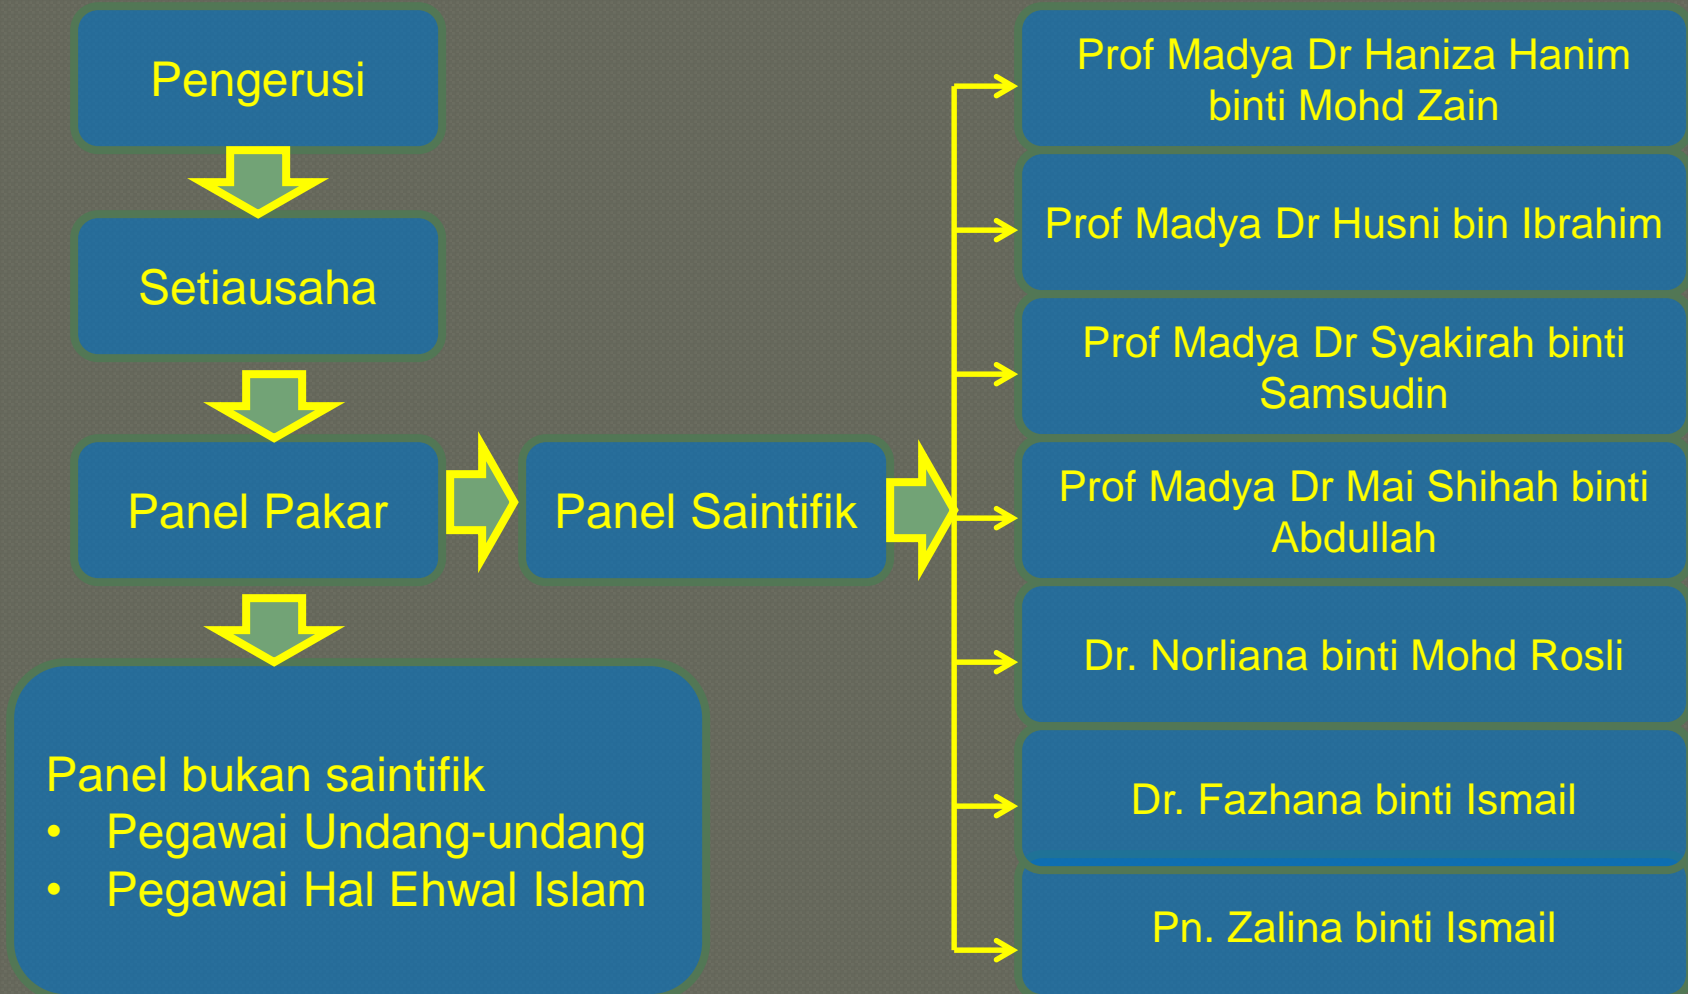 Pengerusi
Setiausaha
Panel Pakar
Panel Saintifik
Panel bukan saintifik
• Pegawai Undang-undang
• Pegawai Hal Ehwal Islam
Prof Madya Dr Haniza Hanim
binti Mohd Zain
Prof Madya Dr Husni bin Ibrahim
Prof Madya Dr Syakirah binti
Samsudin
Prof Madya Dr Mai Shihah binti
Abdullah
Dr. Norliana binti Mohd Rosli
Dr. Fazhana binti Ismail
Pn. Zalina binti Ismail